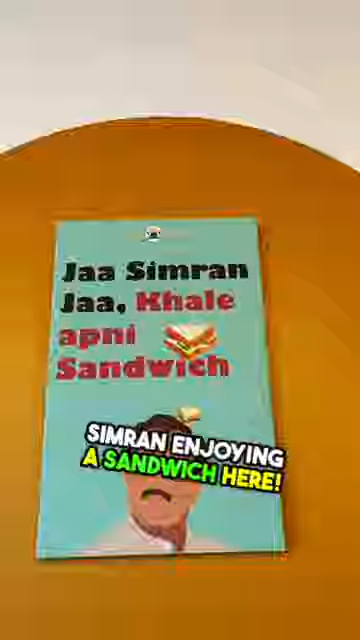 Jaa Simran
Jaa, Khale
apni
Sandwich
SIMRAN ENJOYING
A SANDWICH HERE!